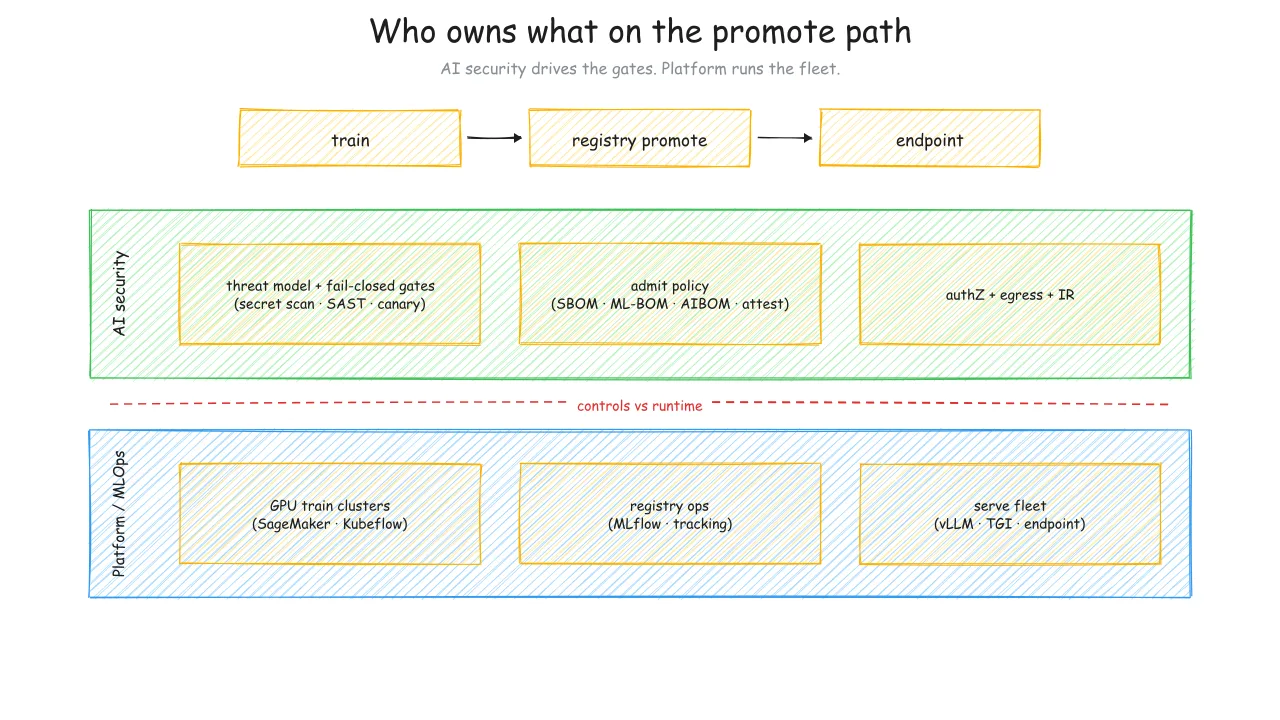 Who owns what on the promote path
AI security drives the gates. Platform runs the fleet.
train
registry promote
endpoint
AI security
threat model + fail-closed gates
(secret scan · SAST · canary)
admit policy
(SBOM · ML-BOM · AIBOM · attest)
authZ + egress + IR
controls vs runtime
Platform / MLOps
GPU train clusters
(SageMaker · Kubeflow)
registry ops
(MLflow · tracking)
serve fleet
(vLLM · TGI · endpoint)